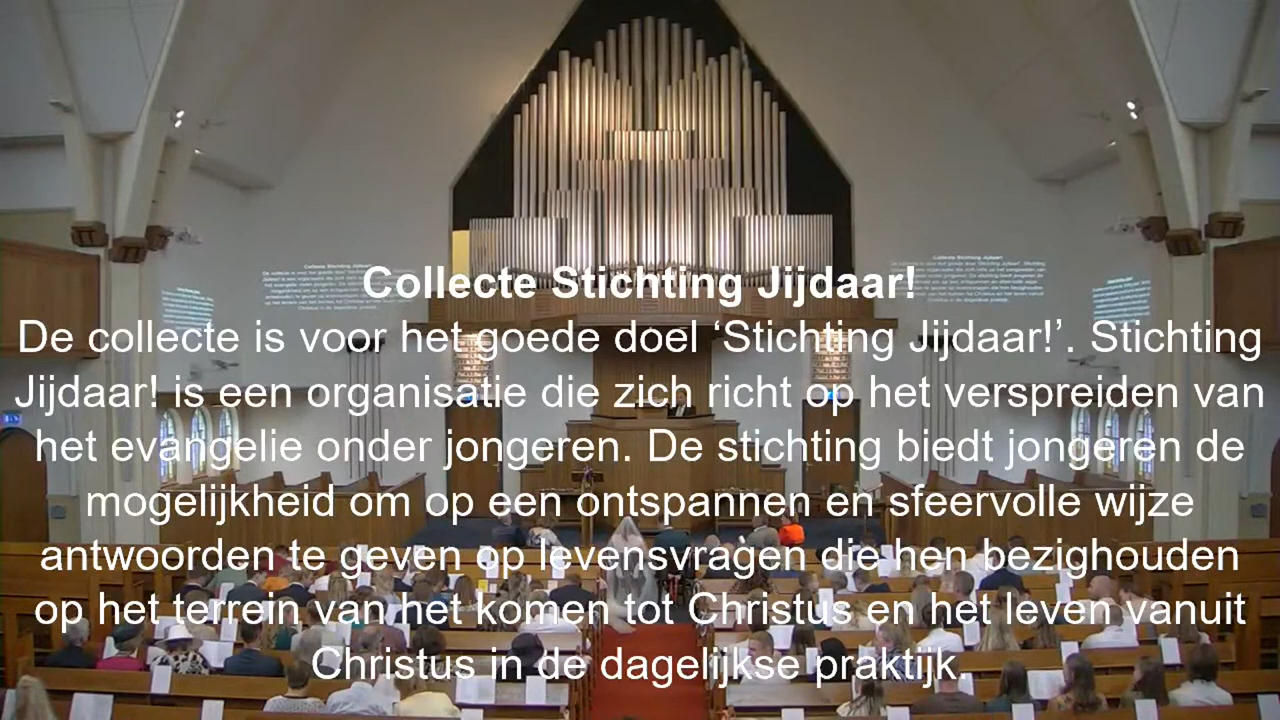 Collecte Stichting Jijdaar!
De collecte is voor het goede doel ‘Stichting Jijdaar!’. Stichting
Jijdaar! is een organisatie die zich richt op het verspreiden van
het evangelie onder jongeren. De stichting biedt jongeren de
mogelijkheid om op een ontspannen en sfeervolle wijze
antwoorden te geven op levensvragen die hen bezighouden
op het terrein van het komen tot Christus en het leven vanuit
Christus in de dagelijkse praktijk.